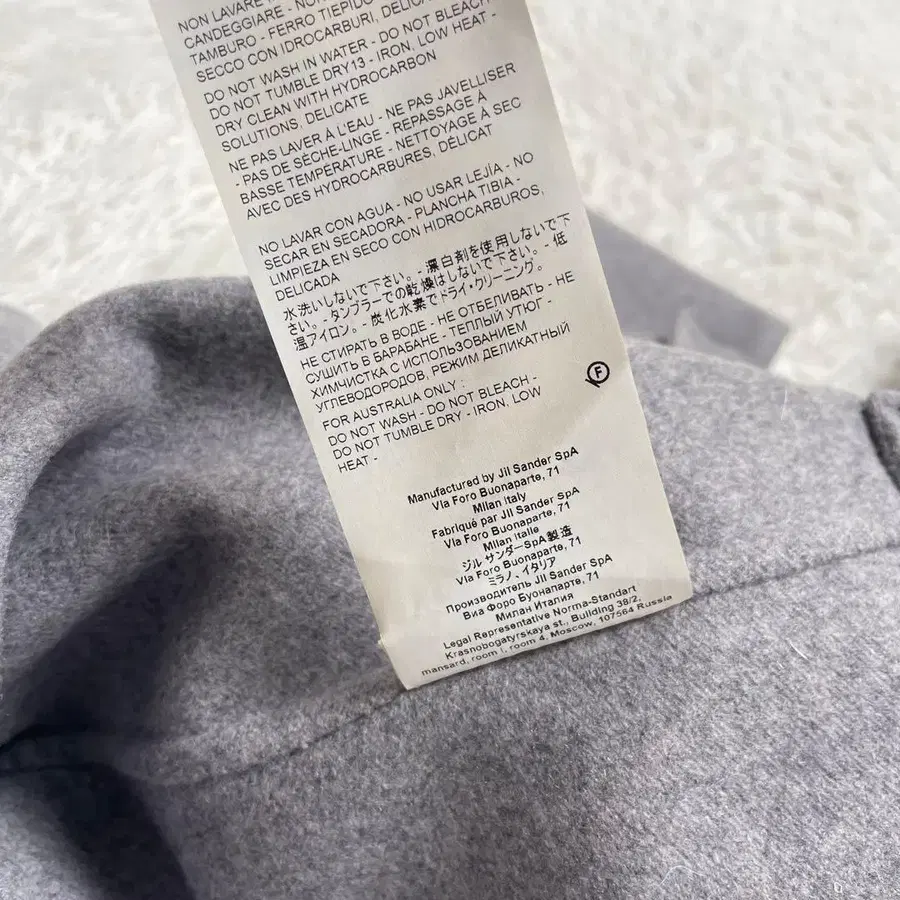 NON LAVARE
CANDEGGIARE - NON
TAMBURO - FERRO TIEPIDO
SECCO CON IDROCARBURI, DELICA
DO NOT WASH IN WATER - DO NOT BLEACH -
DO NOT TUMBLE DRY13 - IRON, LOW HEAT -
DRY CLEAN WITH HYDROCARBON
SOLUTIONS, DELICATE
NE PAS LAVER À L'EAU - NE PAS JAVELLISER
- PAS DE SÈCHE-LINGE - REPASSAGE À
BASSE TEMPÉRATURE - NETTOYAGE À SEC
AVEC DES HYDROCARBURES, DÉLICAT
NO LAVAR CON AGUA - NO USAR LEJÍA - NO
SECAR EN SECADORA - PLANCHA TIBIA -
LIMPIEZA EN SECO CON HIDROCARBUROS,
DELICADA
水洗いしないで下さい。- 漂白剤を使用しないで下
さい。- タンブラーでの乾燥はしないで下さい。- 低
温アイロン。- 炭化水素でドライ・クリーニング。
НЕ СТИРАТЬ В ВОДЕ - НЕ ОТБЕЛИВАТЬ - НЕ
СУШИТЬ В БАРАБАНЕ - ТЕПЛЫЙ УТЮГ -
ХИМЧИСТКА С ИСПОЛЬЗОВАНИЕМ
УГЛЕВОДОРОДОВ, РЕЖИМ ДЕЛИКАТНЫЙ
F
FOR AUSTRALIA ONLY :
DO NOT WASH - DO NOT BLEACH -
DO NOT TUMBLE DRY - IRON, LOW
HEAT -
Manufactured by Jil Sander SpA
Via Foro Buonaparte, 71
Milan Italy
Fabriqué par Jil Sander SpA
Via Foro Buonaparte, 71
Milan Italie
ジル サンダーSpA製造
Via Foro Buonaparte, 71
ミラノ、イタリア
Производитель Jil Sander SpA
Виа Форо Буонапарте, 71
Милан Италия
Legal Representative Norma-Standart
Krasnobogatyrskaya st., Building 38/2,
mansard, room I, room 4, Moscow, 107564 Russia